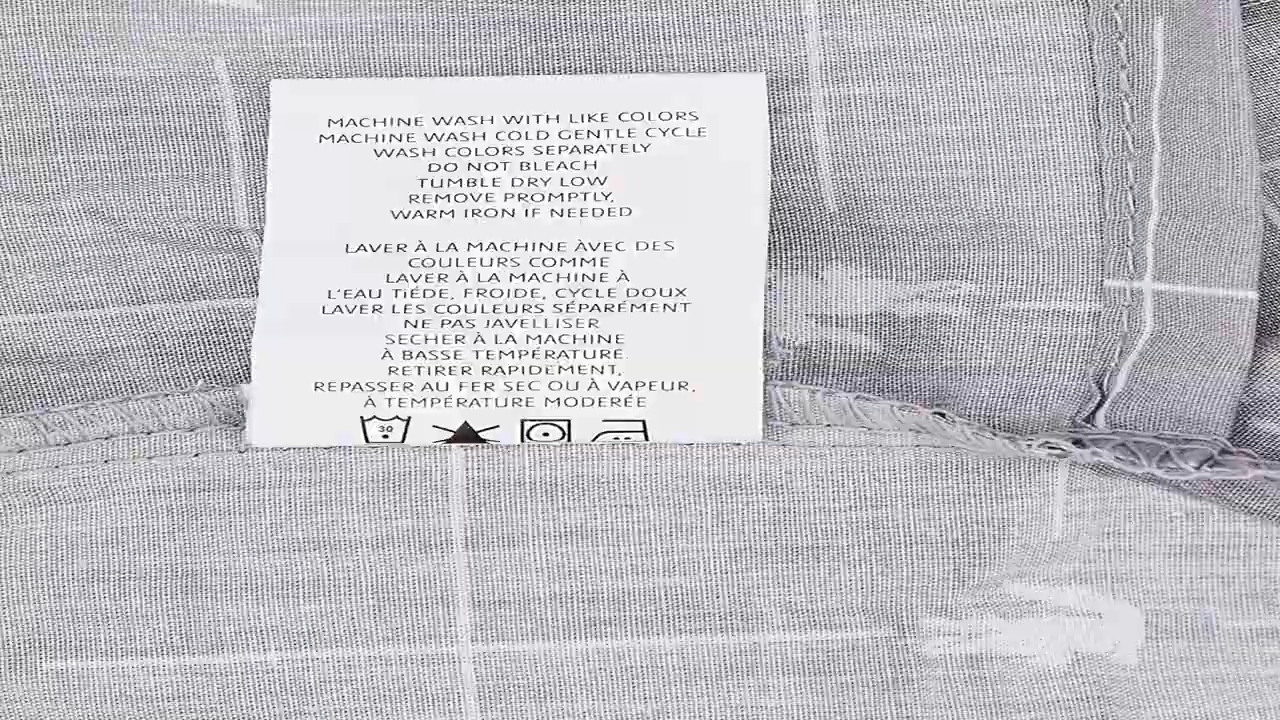 MACHINE WASH WITH LIKE COLORS
MACHINE WASH COLD GENTLE CYCLE
WASH COLORS SEPARATELY
DO NOT BLEACH
TUMBLE DRY LOW
REMOVE PROMPTLY,
WARM IRON IF NEEDED
LAVER À LA MACHINE ÀVEC DES
COULEURS COMME
LAVER À LA MACHINE À
L'EAU TIÉDE, FROIDE, CYCLE DOUX
LAVER LES COULEURS SÉPARÉMENT
NE PAS JAVELLISER
SECHER À LA MACHINE
À BASSE TEMPÉRATURE.
RETIRER RAPIDEMENT,
REPASSER AU FER SEC OU À VAPEUR,
À TEMPÉRATURE MODERÉE
30